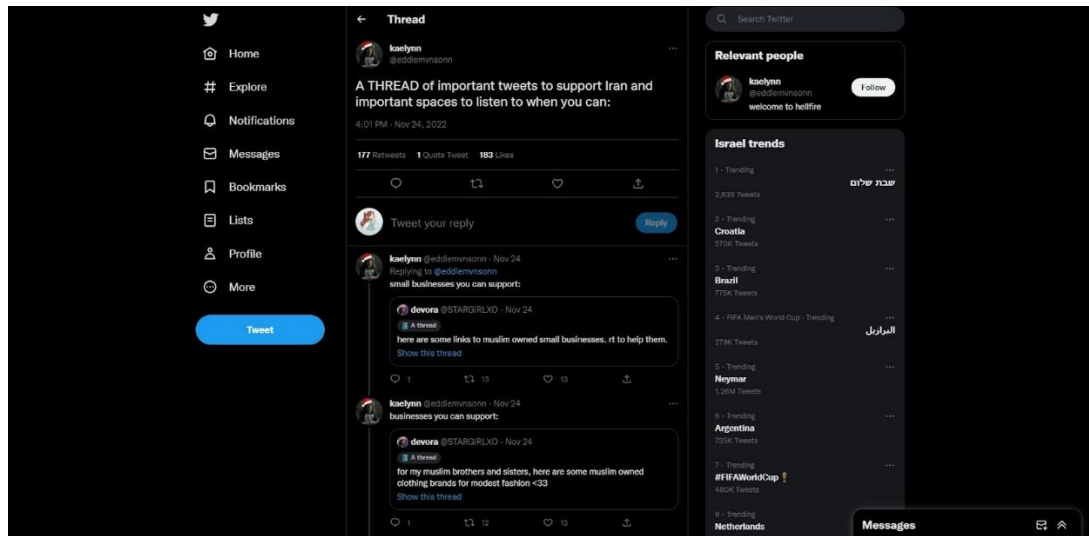 Home
Explore
Notifications
Messages
Bookmarks
Lists
Profile
More
Tweet
Thread
kaelynn
@eddiemvnsonn
A THREAD of important tweets to support Iran and
important spaces to listen to when you can:
4:01 PM · Nov 24, 2022
177 Retweets 1 Quote Tweet 183 Likes
Tweet your reply
Reply
kaelynn @eddiemvnsonn · Nov 24
Replying to @eddiemvnsonn
small businesses you can support:
devora @STARGIRLXO · Nov 24
A thread
here are some links to muslim owned small businesses. rt to help them.
Show this thread
1 13 13
kaelynn @eddiemvnsonn · Nov 24
businesses you can support:
devora @STARGIRLXO · Nov 24
A thread
for my muslim brothers and sisters, here are some muslim owned
clothing brands for modest fashion <33
Show this thread
1 12 13
Search Twitter
Relevant people
kaelynn
@eddiemvnsonn
Follow
welcome to hellfire
Israel trends
1 · Trending
שבת שלום
2,835 Tweets
2 · Trending
Croatia
570K Tweets
3 · Trending
Brazil
775K Tweets
4 · FIFA Men's World Cup · Trending
البرازيل
279K Tweets
5 · Trending
Neymar
1.26M Tweets
6 · Trending
Argentina
735K Tweets
7 · Trending
#FIFAWorldCup
480K Tweets
8 · Trending
Netherlands
Messages